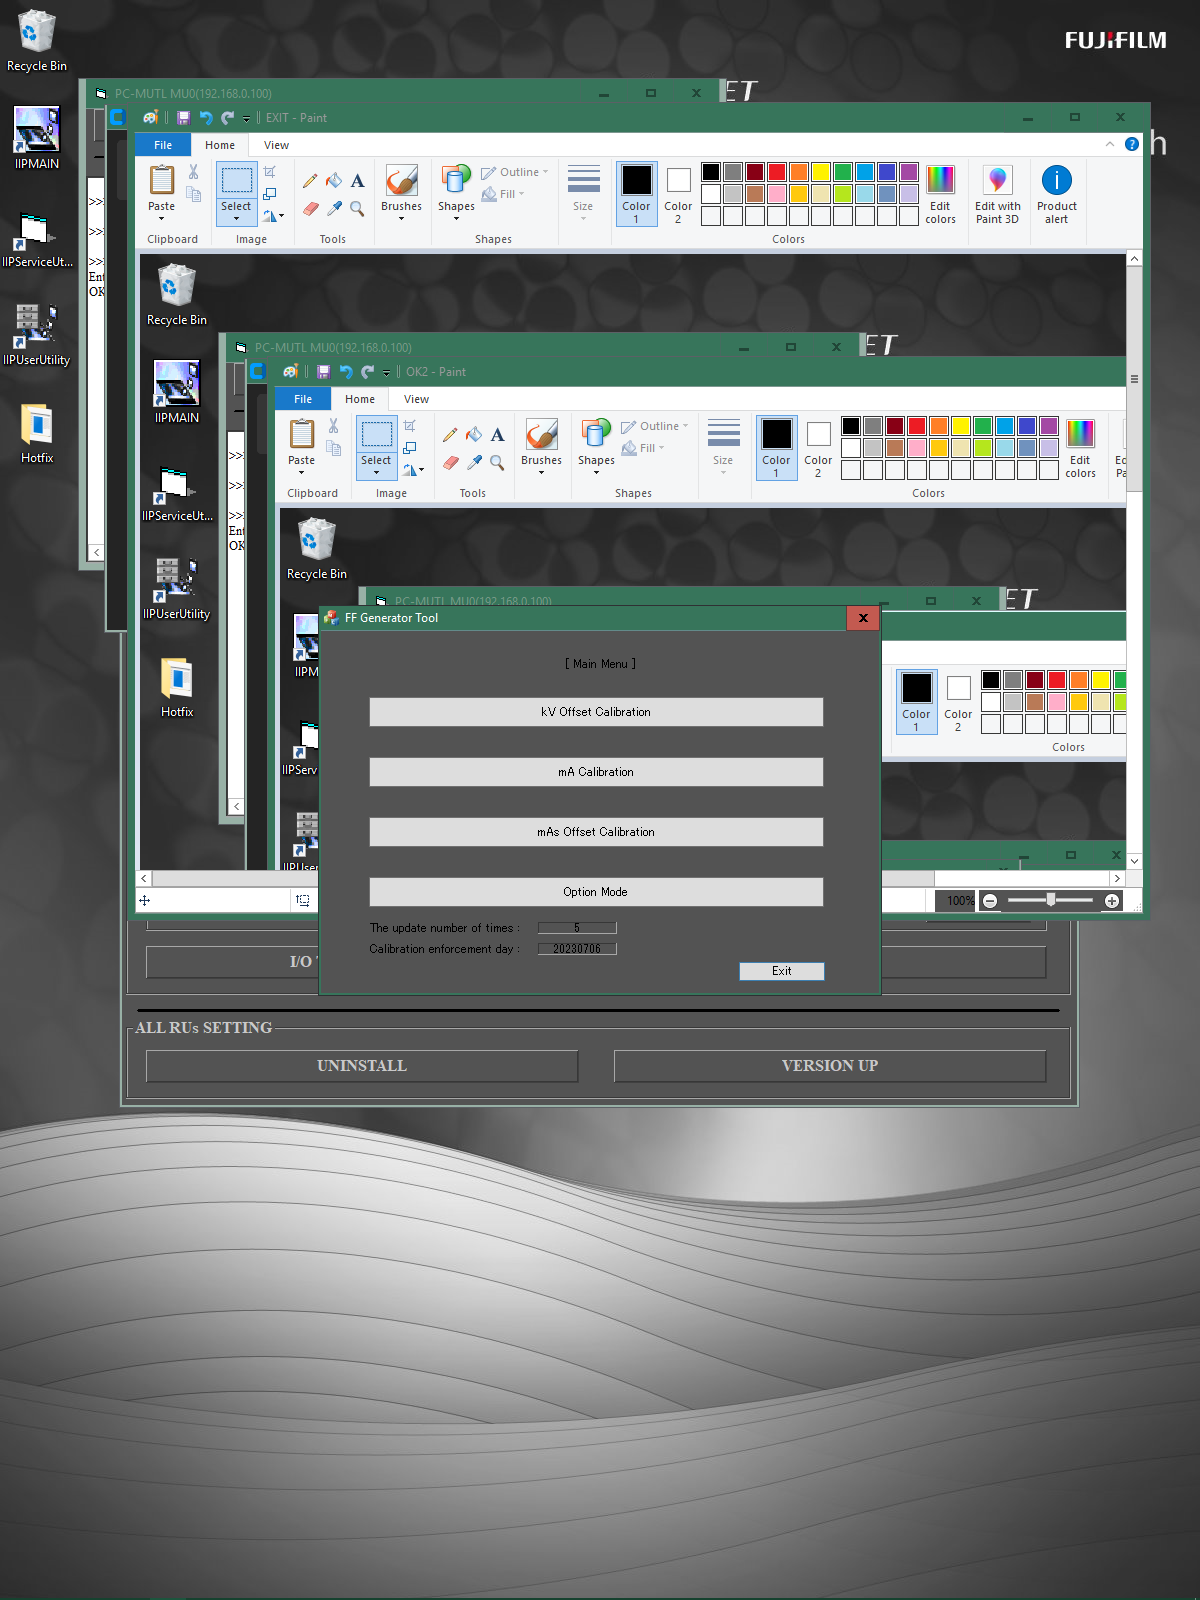 Recycle Bin
FUJIFILM
IIPMAIN
IIPServiceUt...
IIPUserUtility
Hotfix
PC-MUTL MU0(192.168.0.100)
ET
h
EXIT - Paint
File
Home
View
Paste
Select
Brushes
Shapes
Outline
Fill
Size
Color
1
Color
2
Edit
colors
Edit with
Paint 3D
Product
alert
Clipboard
Image
Tools
Shapes
Colors
>>
>>
>>
Ent
OK
Recycle Bin
IIPMAIN
IIPServiceUt...
IIPUserUtility
Hotfix
PC-MUTL MU0(192.168.0.100)
ET
OK2 - Paint
File
Home
View
Paste
Select
Brushes
Shapes
Outline
Fill
Size
Color
1
Color
2
Edit
colors
Clipboard
Image
Tools
Shapes
Colors
>>
>>
>>
Ent
OK
Recycle Bin
IIPM
IIPServ
IIPUser
PC-MUTL MU0(192.168.0.100)
ET
Color
1
Color
2
Colors
FF Generator Tool
[ Main Menu ]
kV Offset Calibration
mA Calibration
mAs Offset Calibration
Option Mode
The update number of times : 5
Calibration enforcement day : 20230706
Exit
100%
I/O
ALL RUs SETTING
UNINSTALL
VERSION UP